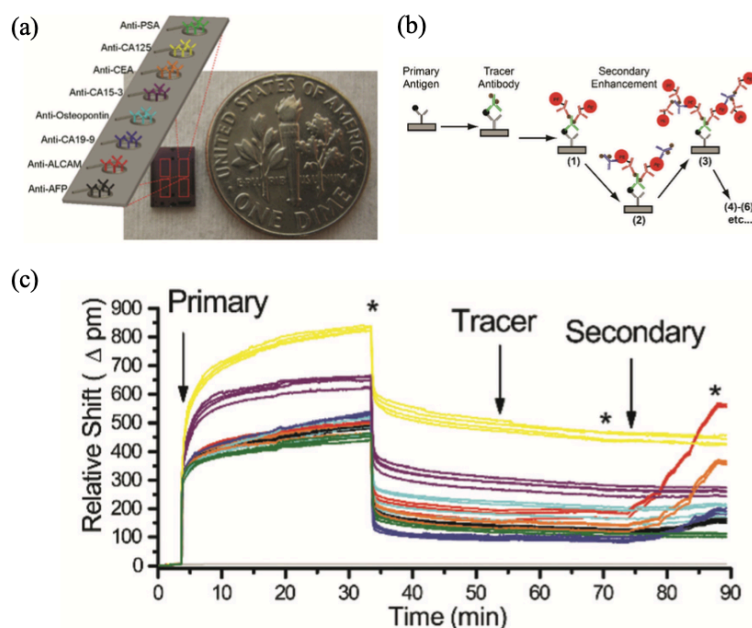 (a)
Anti-PSA
Anti-CA125
Anti-CEA
Anti-CA15-3
Anti-Osteopontin
Anti-CA19-9
Anti-ALCAM
Anti-AFP
UNITED STATES OF AMERICA
E PLURIBUS UNUM
ONE DIME
(b)
Primary
Antigen
Tracer
Antibody
Secondary
Enhancement
(1)
(2)
(3)
(4)-(6)
etc...
(c)
Primary
*
Tracer
*
Secondary
*
Relative Shift ( Δ pm)
900
800
700
600
500
400
300
200
100
0
0 10 20 30 40 50 60 70 80 90
Time (min)